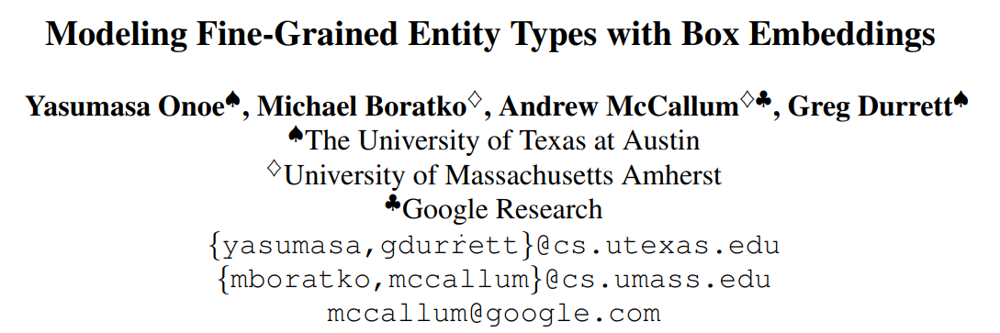 Modeling Fine-Grained Entity Types with Box Embeddings
Yasumasa Onoe♠, Michael Boratko♢, Andrew McCallum♢♣, Greg Durrett♠
♠The University of Texas at Austin
♢University of Massachusetts Amherst
♣Google Research
{yasumasa,gdurrett}@cs.utexas.edu
{mboratko,mccallum}@cs.umass.edu
mccallum@google.com